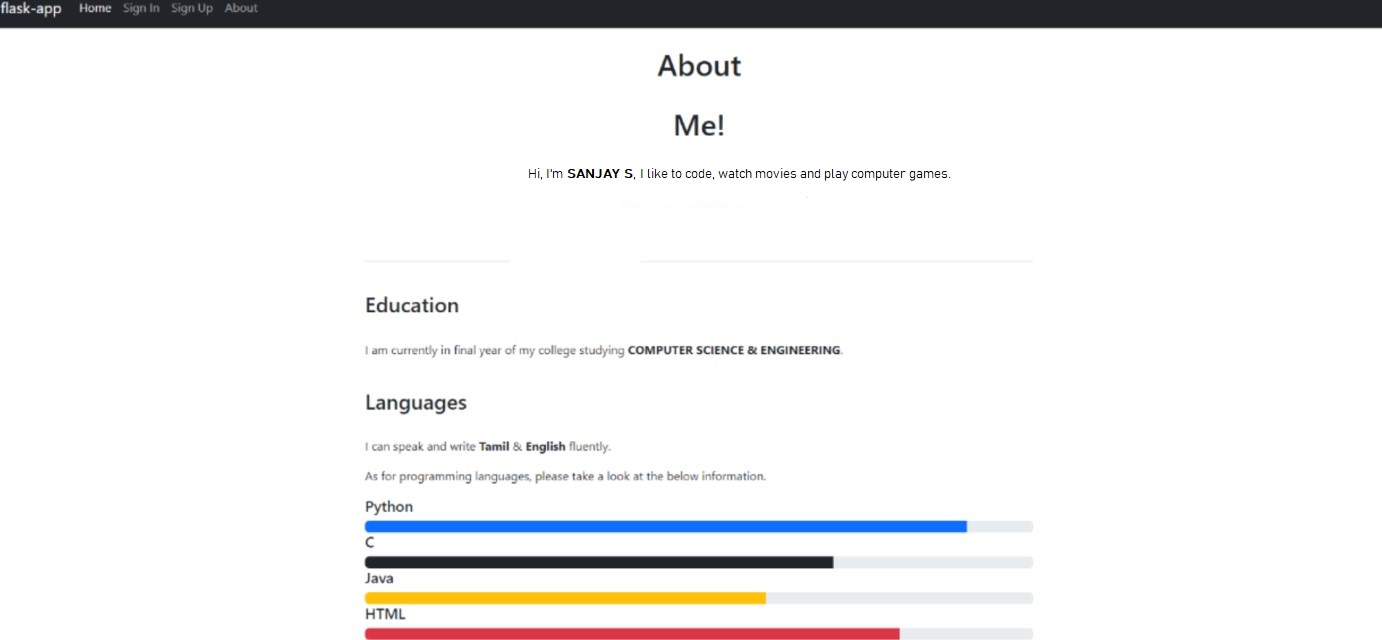 flask-app Home Sign In Sign Up About
About
Me!
Hi, I'm SANJAY S, I like to code, watch movies and play computer games.
Education
I am currently in final year of my college studying COMPUTER SCIENCE & ENGINEERING.
Languages
I can speak and write Tamil & English fluently.
As for programming languages, please take a look at the below information.
Python
C
Java
HTML